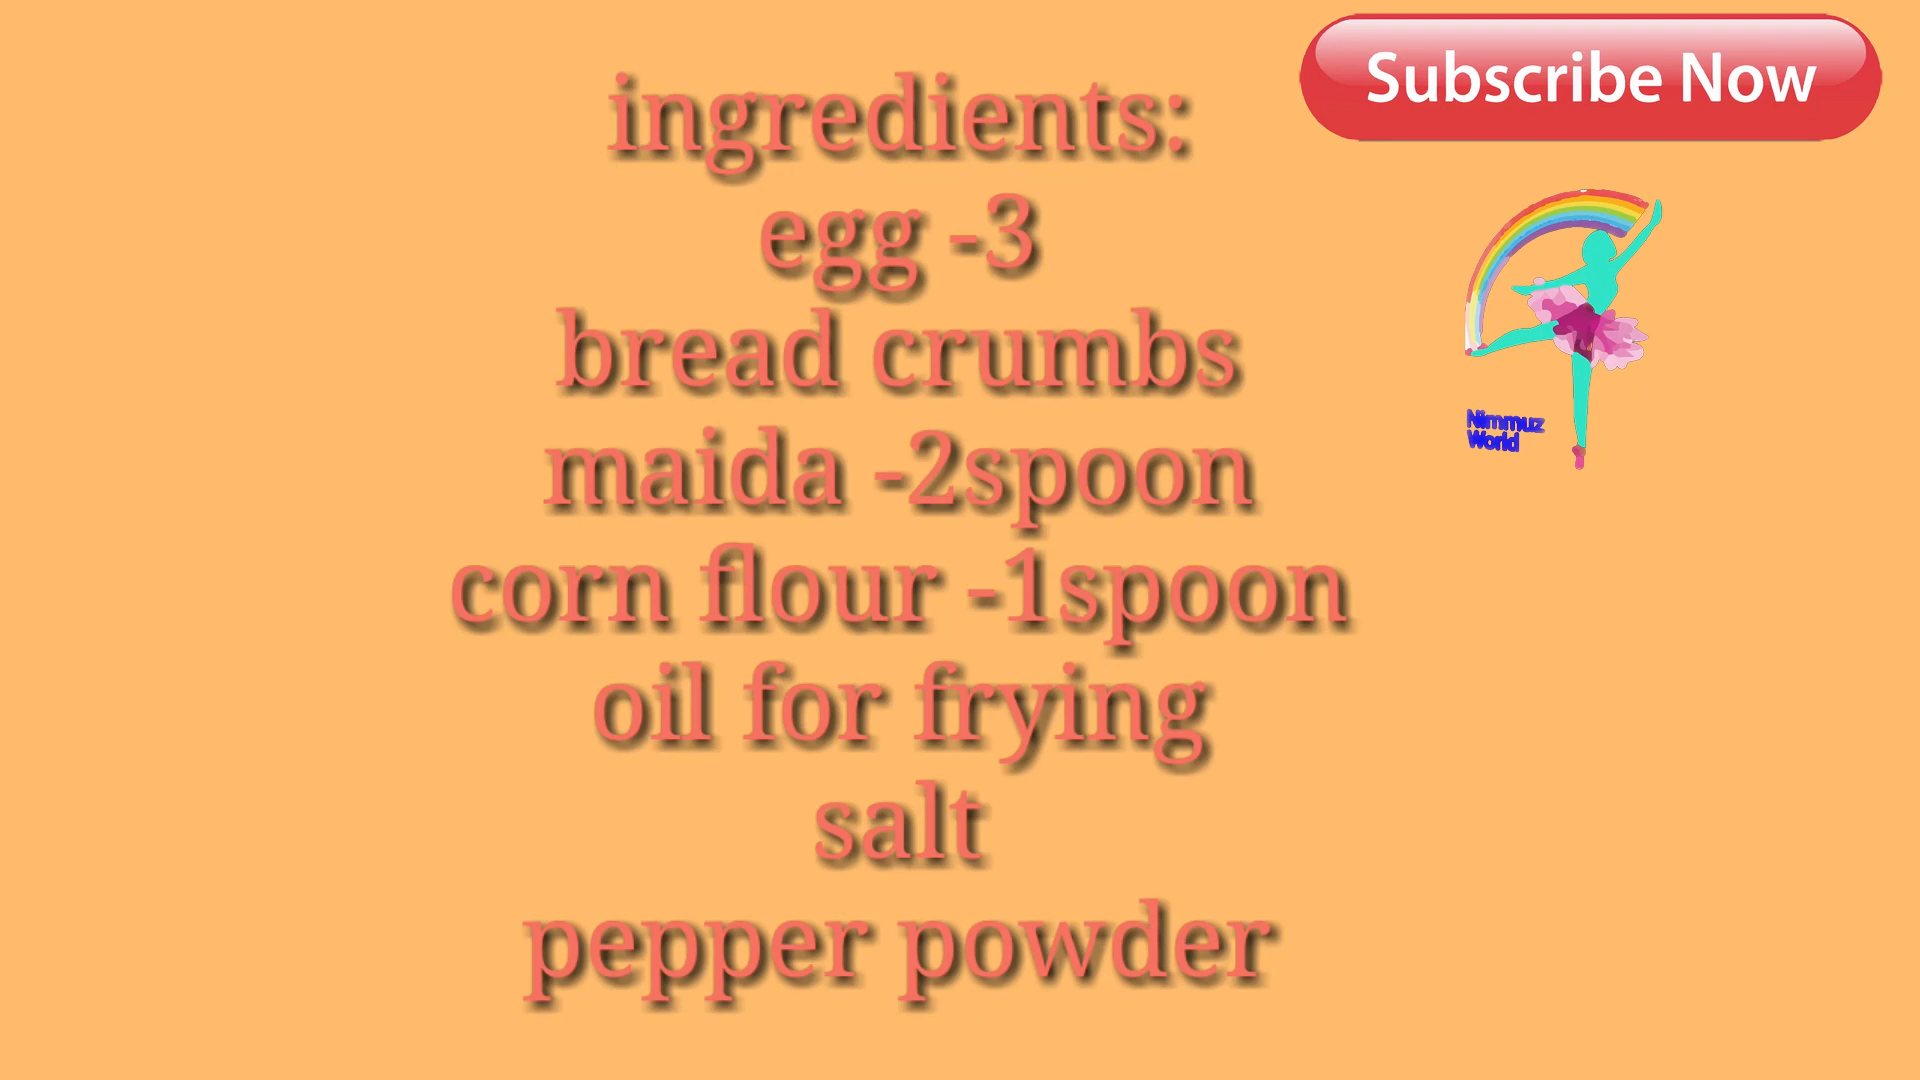 Subscribe Now
ingredients:
egg -3
bread crumbs
maida -2spoon
corn flour -1spoon
oil for frying
salt
pepper powder
Nimmuz
World